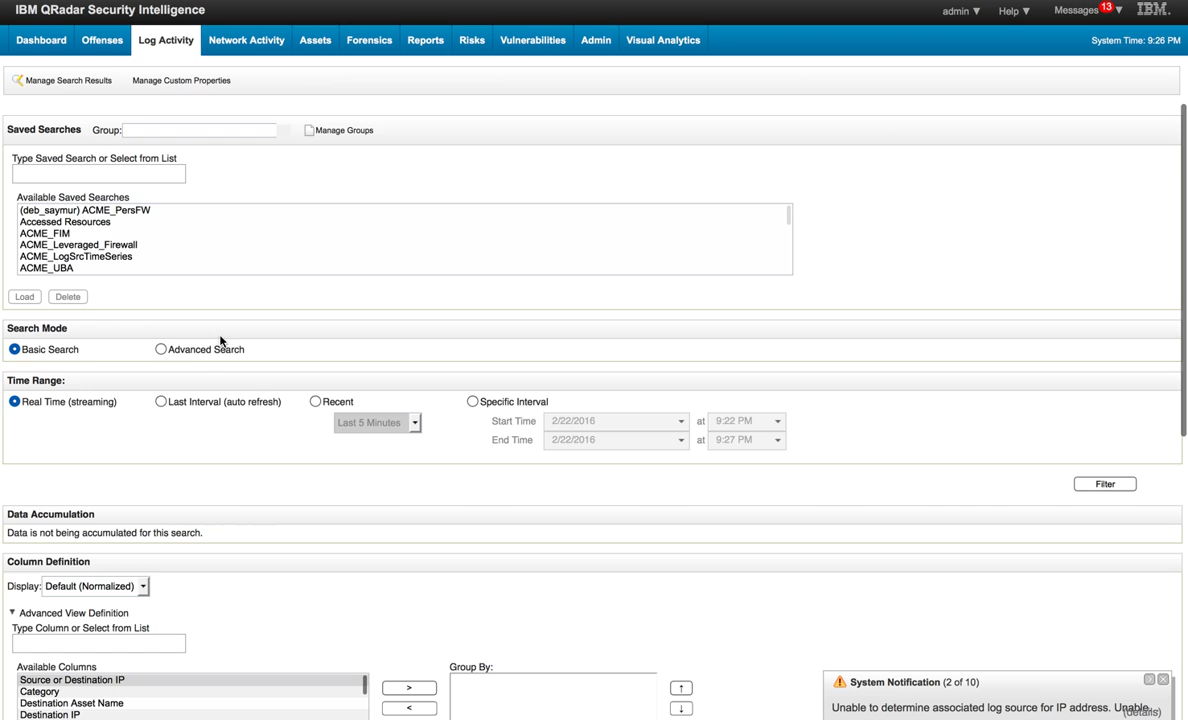 IBM QRadar Security Intelligence
admin ▼ Help ▼ Messages 13 ▼ IBM.
Dashboard Offenses Log Activity Network Activity Assets Forensics Reports Risks Vulnerabilities Admin Visual Analytics System Time: 9:26 PM
Manage Search Results Manage Custom Properties
Saved Searches Group: Manage Groups
Type Saved Search or Select from List
Available Saved Searches
(deb_saymur) ACME_PersFW
Accessed Resources
ACME_FIM
ACME_Leveraged_Firewall
ACME_LogSrcTimeSeries
ACME_UBA
Load Delete
Search Mode
Basic Search Advanced Search
Time Range:
Real Time (streaming) Last Interval (auto refresh) Recent Specific Interval
Last 5 Minutes Start Time 2/22/2016 at 9:22 PM
End Time 2/22/2016 at 9:27 PM
Filter
Data Accumulation
Data is not being accumulated for this search.
Column Definition
Display: Default (Normalized)
Advanced View Definition
Type Column or Select from List
Available Columns Group By:
Source or Destination IP
Category
Destination Asset Name
Destination IP
> ↑
< ↓
System Notification (2 of 10)
Unable to determine associated log source for IP address. Unable
(details)